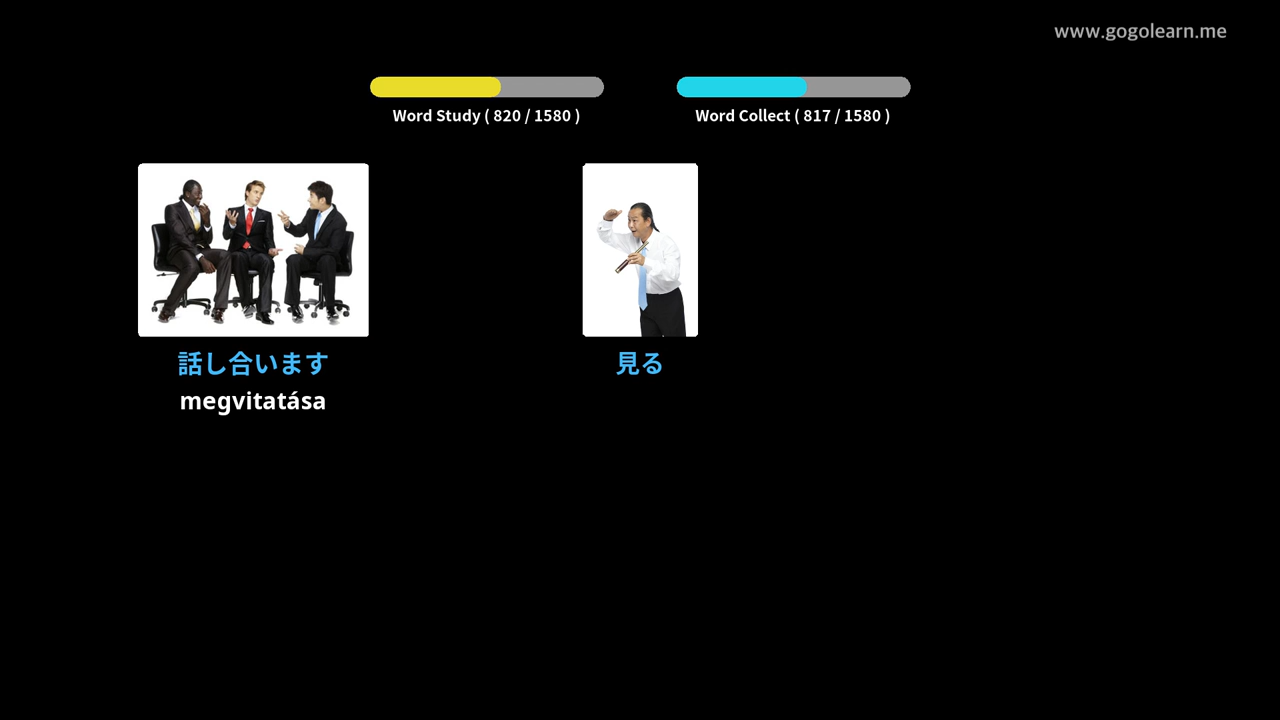 www.gogolearn.me
Word Study ( 820 / 1580 )
Word Collect ( 817 / 1580 )
話し合います
megvitatása
見る